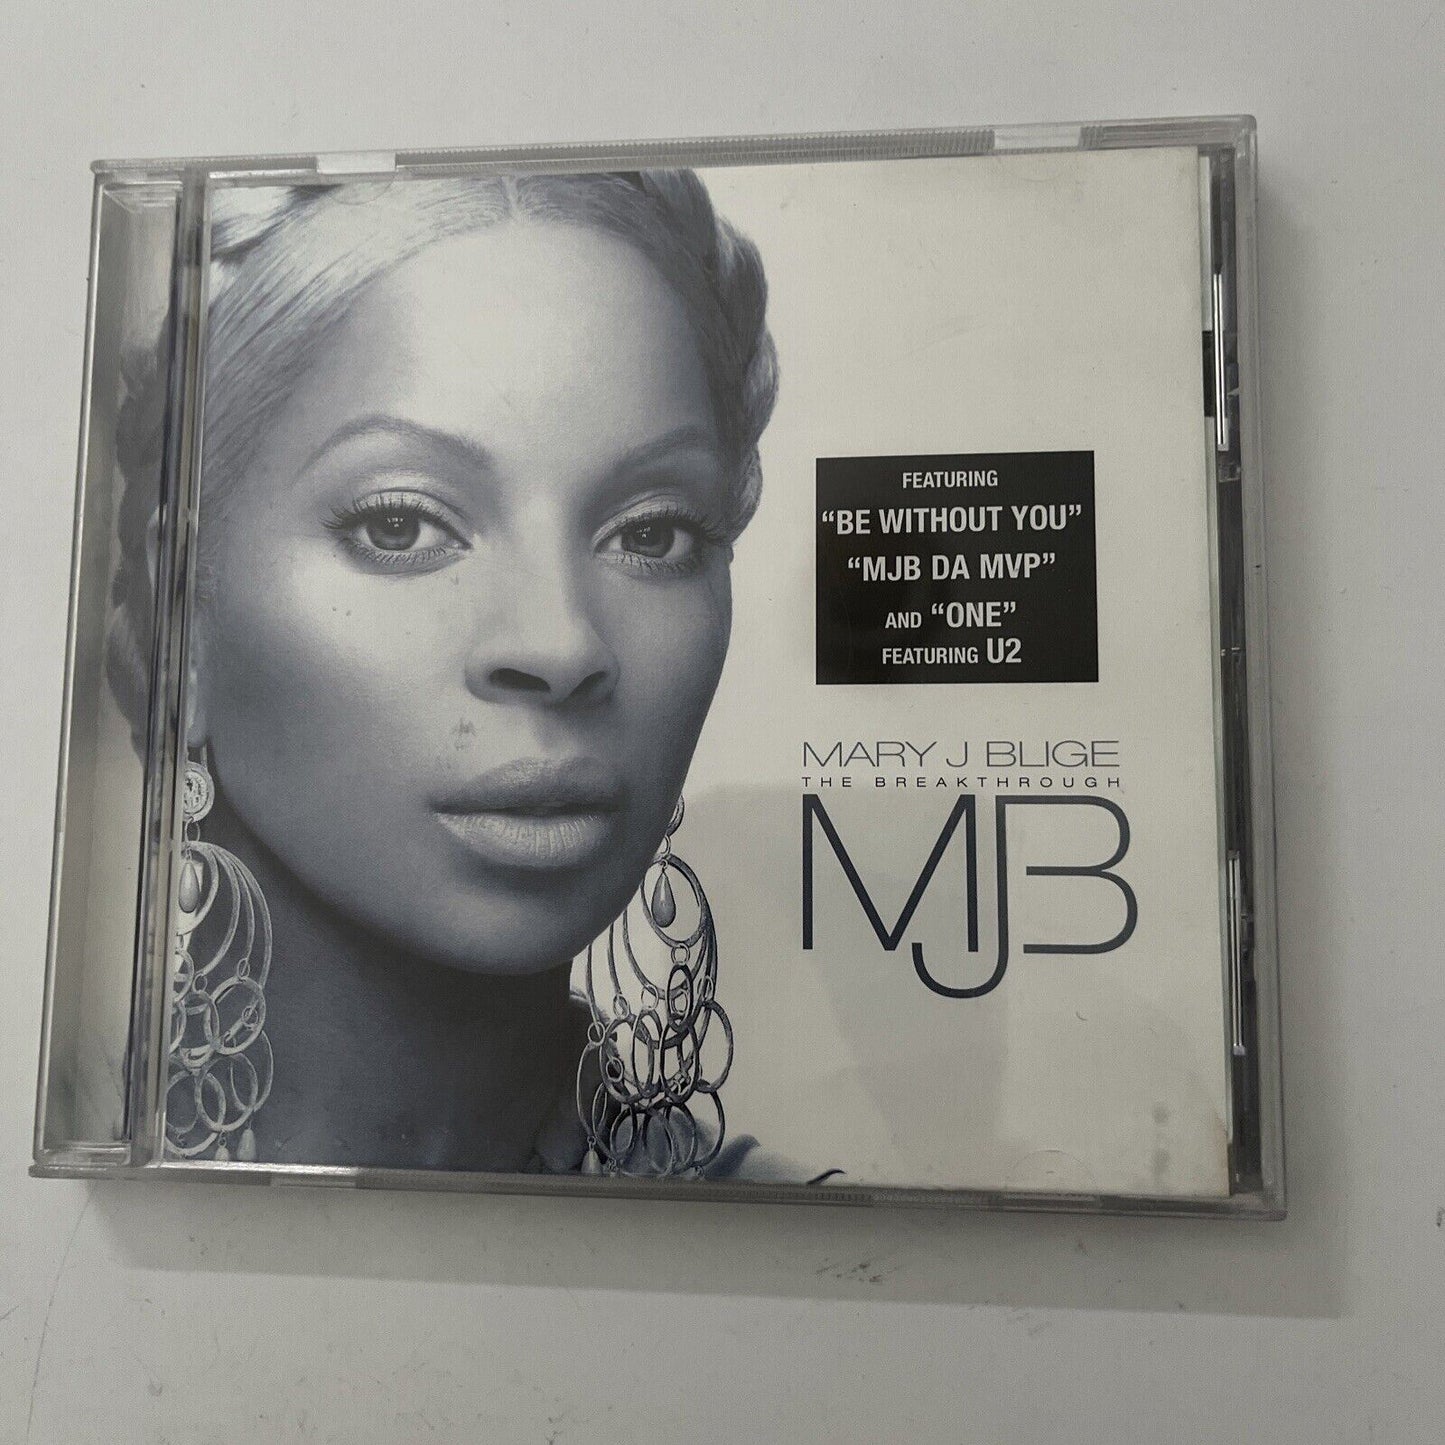 FEATURING
“BE WITHOUT YOU”
“MJB DA MVP”
AND “ONE”
FEATURING U2
MARY J BLIGE
THE BREAKTHROUGH
MJB